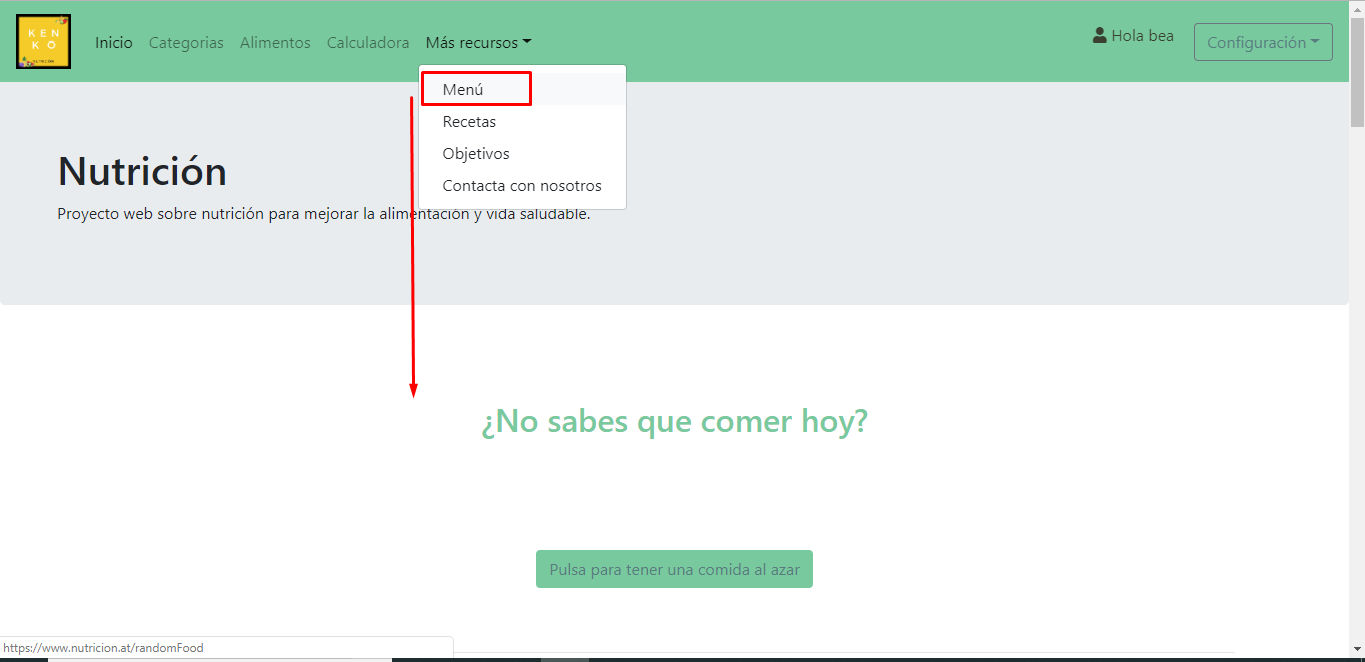 KEN
KO
Inicio Categorias Alimentos Calculadora Más recursos
Hola bea
Configuración
Menú
Recetas
Objetivos
Contacta con nosotros
Nutrición
Proyecto web sobre nutrición para mejorar la alimentación y vida saludable.
¿No sabes que comer hoy?
Pulsa para tener una comida al azar
https://www.nutricion.at/randomFood